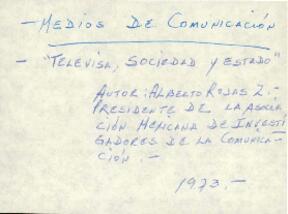 - MEDIOS DE COMUNICACIÓN
- "TELEVISA, SOCIEDAD Y ESTADO"
AUTOR: ALBERTO ROJAS Z.-
PRESIDENTE DE LA ASOCIA
CIÓN MEXICANA DE INVESTI
GADORES DE LA COMUNICA-
CIÓN.-
1973.-